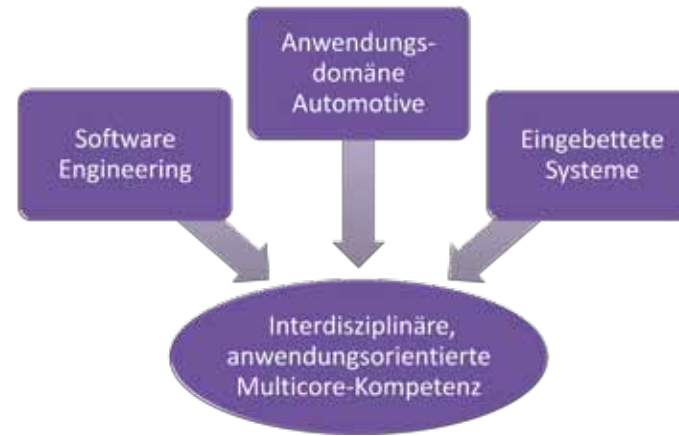 Anwendungs-
domäne
Automotive
Software
Engineering
Eingebettete
Systeme
Interdisziplinäre,
anwendungsorientierte
Multicore-Kompetenz